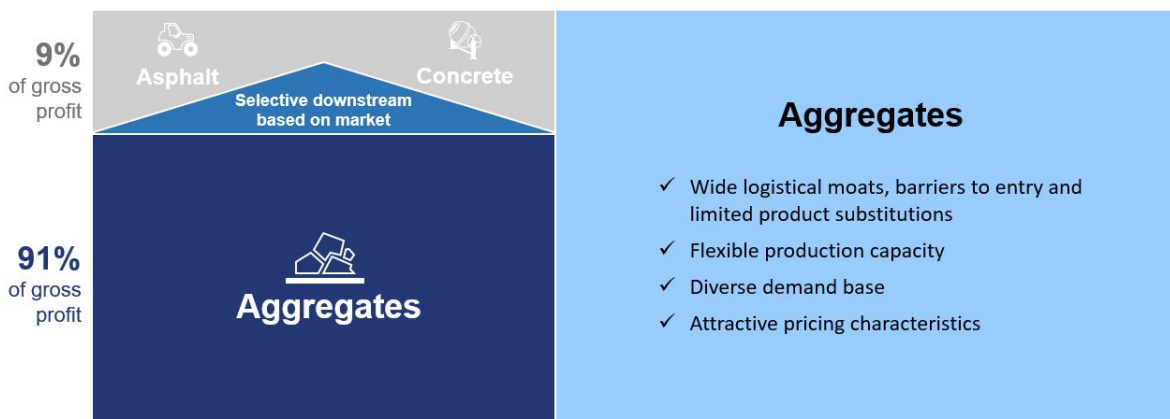 9%
of gross
profit
Asphalt
Concrete
Selective downstream
based on market
91%
of gross
profit
Aggregates
Aggregates
✓ Wide logistical moats, barriers to entry and
limited product substitutions
✓ Flexible production capacity
✓ Diverse demand base
✓ Attractive pricing characteristics